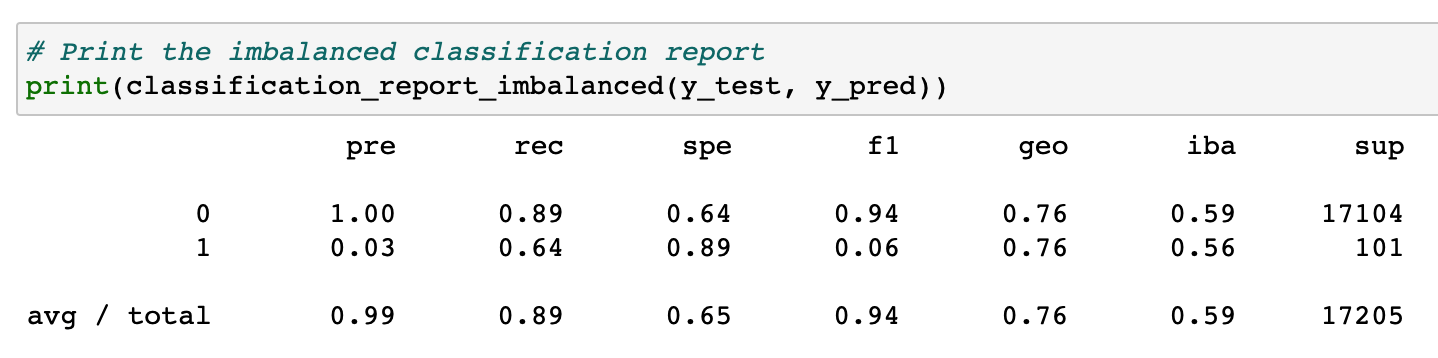 # Print the imbalanced classification report
print(classification_report_imbalanced(y_test, y_pred))
pre rec spe f1 geo iba sup
0 1.00 0.89 0.64 0.94 0.76 0.59 17104
1 0.03 0.64 0.89 0.06 0.76 0.56 101
avg / total 0.99 0.89 0.65 0.94 0.76 0.59 17205